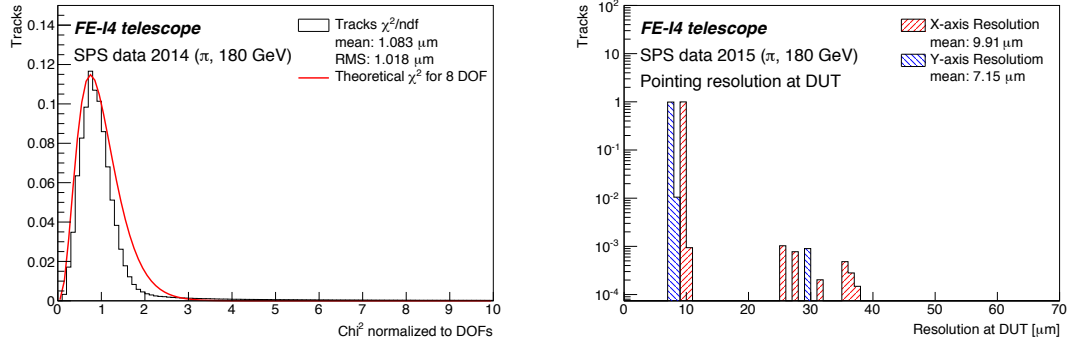 Tracks
0.14
0.12
0.1
0.08
0.06
0.04
0.02
0
FE-I4 telescope
SPS data 2014 (π, 180 GeV)
Tracks χ²/ndf
mean: 1.083 μm
RMS: 1.018 μm
Theoretical χ² for 8 DOF
0 1 2 3 4 5 6 7 8 9 10
Chi² normalized to DOFs
Tracks
10²
10
1
10⁻¹
10⁻²
10⁻³
10⁻⁴
FE-I4 telescope
SPS data 2015 (π, 180 GeV)
Pointing resolution at DUT
X-axis Resolution
mean: 9.91 μm
Y-axis Resolutiom
mean: 7.15 μm
0 10 20 30 40 50 60 70
Resolution at DUT [μm]